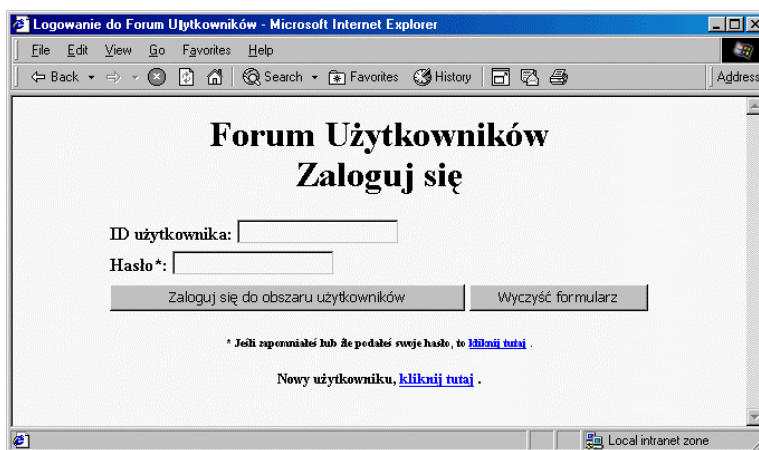 Logowanie do Forum Użytkowników - Microsoft Internet Explorer
File Edit View Go Favorites Help
Back Search Favorites History Address
Forum Użytkowników
Zaloguj się
ID użytkownika:
Hasło*:
Zaloguj się do obszaru użytkowników Wyczyść formularz
* Jeśli zapomniałeś lub źle podałeś swoje hasło, to kliknij tutaj .
Nowy użytkowniku, kliknij tutaj .
Local intranet zone